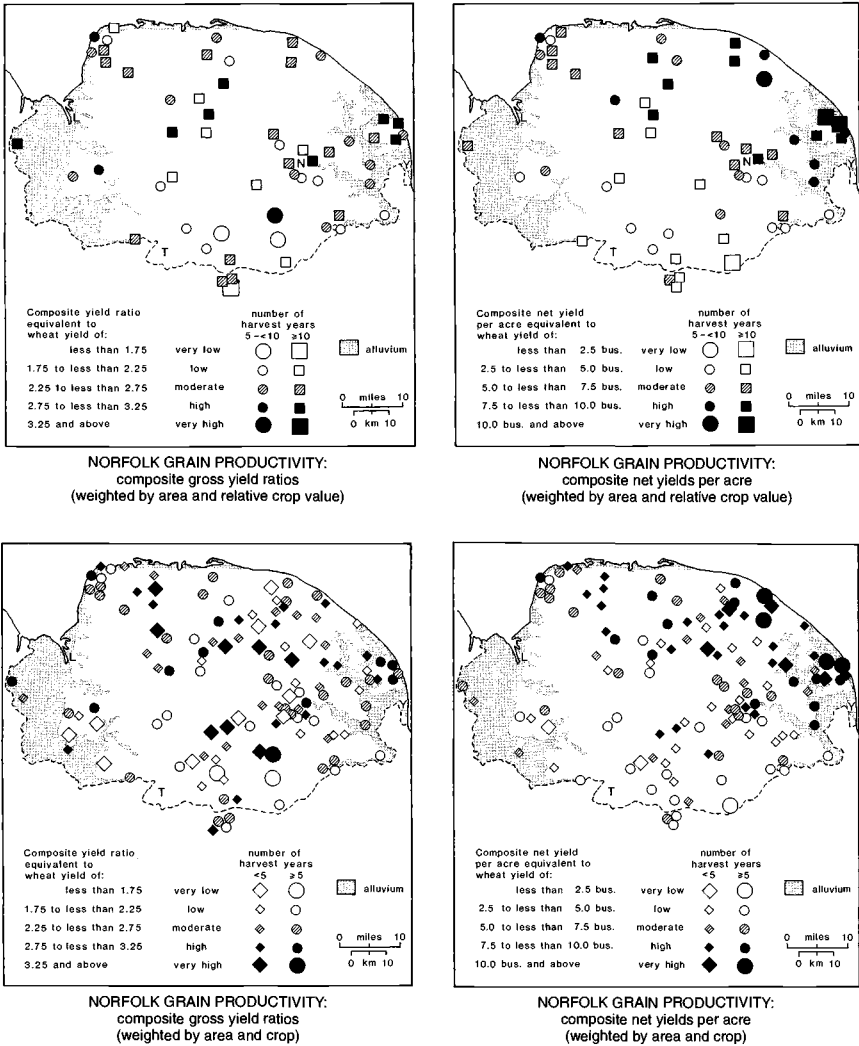 L
N
Y
T
Composite yield ratio
equivalent to
wheat yield of:
number of
harvest years
5-<10 ≥10
less than 1.75 very low
1.75 to less than 2.25 low
2.25 to less than 2.75 moderate
2.75 to less than 3.25 high
3.25 and above very high
alluvium
0 miles 10
0 km 10
NORFOLK GRAIN PRODUCTIVITY:
composite gross yield ratios
(weighted by area and relative crop value)
L
N
Y
T
Composite net yield
per acre equivalent to
wheat yield of:
number of
harvest years
5-<10 ≥10
less than 2.5 bus. very low
2.5 to less than 5.0 bus. low
5.0 to less than 7.5 bus. moderate
7.5 to less than 10.0 bus. high
10.0 bus. and above very high
alluvium
0 miles 10
0 km 10
NORFOLK GRAIN PRODUCTIVITY:
composite net yields per acre
(weighted by area and relative crop value)
L
Y
T
Composite yield ratio
equivalent to
wheat yield of:
number of
harvest years
<5 ≥5
less than 1.75 very low
1.75 to less than 2.25 low
2.25 to less than 2.75 moderate
2.75 to less than 3.25 high
3.25 and above very high
alluvium
0 miles 10
0 km 10
NORFOLK GRAIN PRODUCTIVITY:
composite gross yield ratios
(weighted by area and crop)
L
Y
T
Composite net yield
per acre equivalent to
wheat yield of:
number of
harvest years
<5 ≥5
less than 2.5 bus. very low
2.5 to less than 5.0 bus. low
5.0 to less than 7.5 bus. moderate
7.5 to less than 10.0 bus. high
10.0 bus. and above very high
alluvium
0 miles 10
0 km 10
NORFOLK GRAIN PRODUCTIVITY:
composite net yields per acre
(weighted by area and crop)